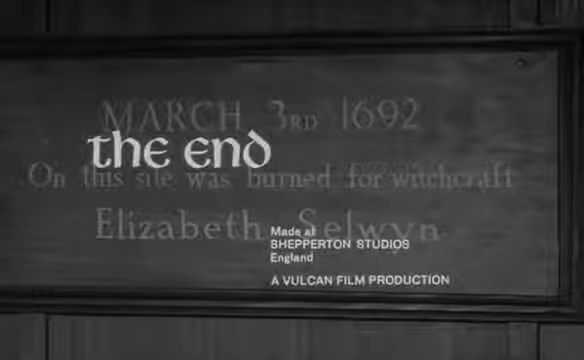 MARCH 3RD 1692
the end
On this site was burned for witchcraft
Elizabeth Selwyn
Made at
SHEPPERTON STUDIOS
England
A VULCAN FILM PRODUCTION